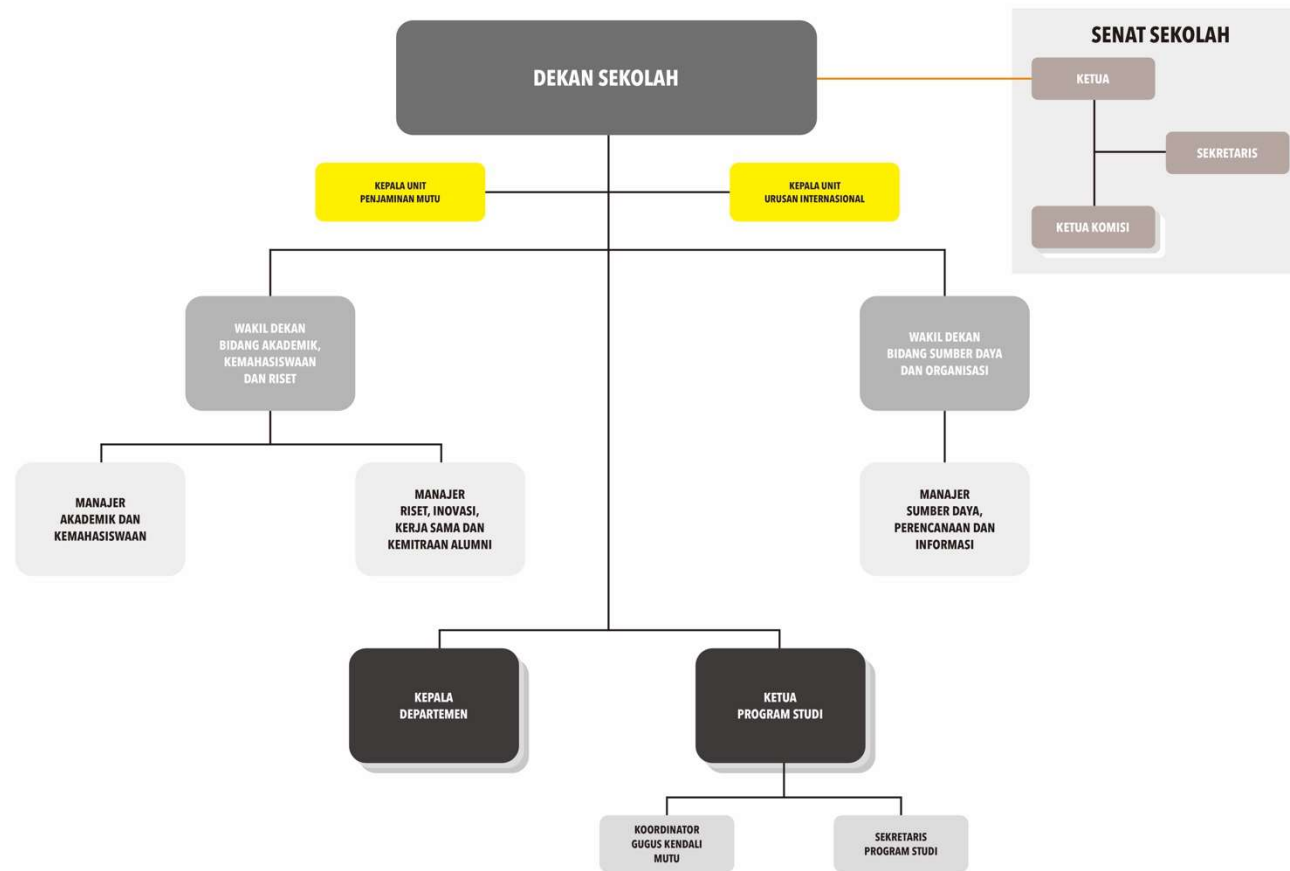 SENAT SEKOLAH
DEKAN SEKOLAH
KETUA
SEKRETARIS
KETUA KOMISI
KEPALA UNIT
PENJAMINAN MUTU
KEPALA UNIT
URUSAN INTERNASIONAL
WAKIL DEKAN
BIDANG AKADEMIK,
KEMAHASISWAAN
DAN RISET
WAKIL DEKAN
BIDANG SUMBER DAYA
DAN ORGANISASI
MANAJER
AKADEMIK DAN
KEMAHASISWAAN
MANAJER
RISET, INOVASI,
KERJA SAMA DAN
KEMITRAAN ALUMNI
MANAJER
SUMBER DAYA,
PERENCANAAN DAN
INFORMASI
KEPALA
DEPARTEMEN
KETUA
PROGRAM STUDI
KOORDINATOR
GUGUS KENDALI
MUTU
SEKRETARIS
PROGRAM STUDI